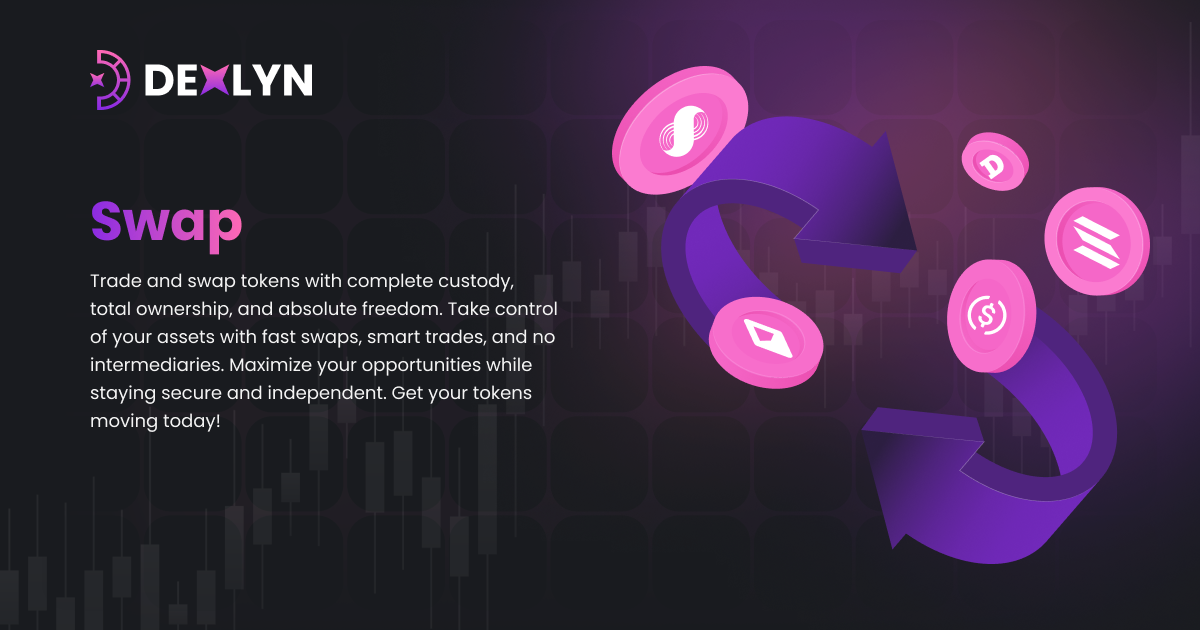 DEXLYN
Swap
Trade and swap tokens with complete custody,
total ownership, and absolute freedom. Take control
of your assets with fast swaps, smart trades, and no
intermediaries. Maximize your opportunities while
staying secure and independent. Get your tokens
moving today!
D
$